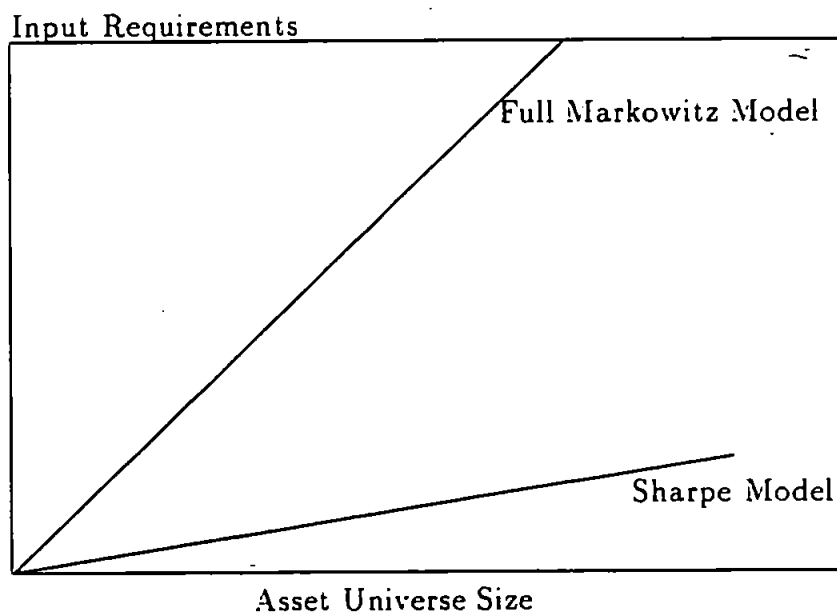 Input Requirements
Full Markowitz Model
Sharpe Model
Asset Universe Size